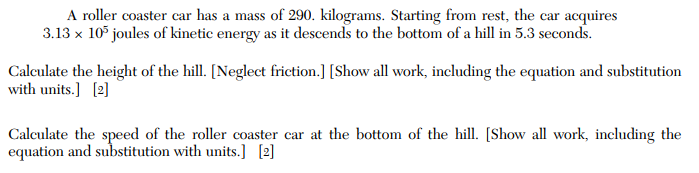 A roller coaster car has a mass of 290. kilograms. Starting from rest, the car acquires
3.13 × 10⁵ joules of kinetic energy as it descends to the bottom of a hill in 5.3 seconds.
Calculate the height of the hill. [Neglect friction.] [Show all work, including the equation and substitution
with units.] [2]
Calculate the speed of the roller coaster car at the bottom of the hill. [Show all work, including the
equation and substitution with units.] [2]